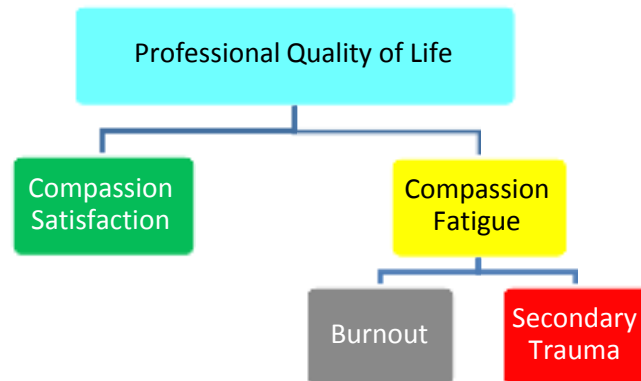 Professional Quality of Life
Compassion
Satisfaction
Compassion
Fatigue
Burnout
Secondary
Trauma